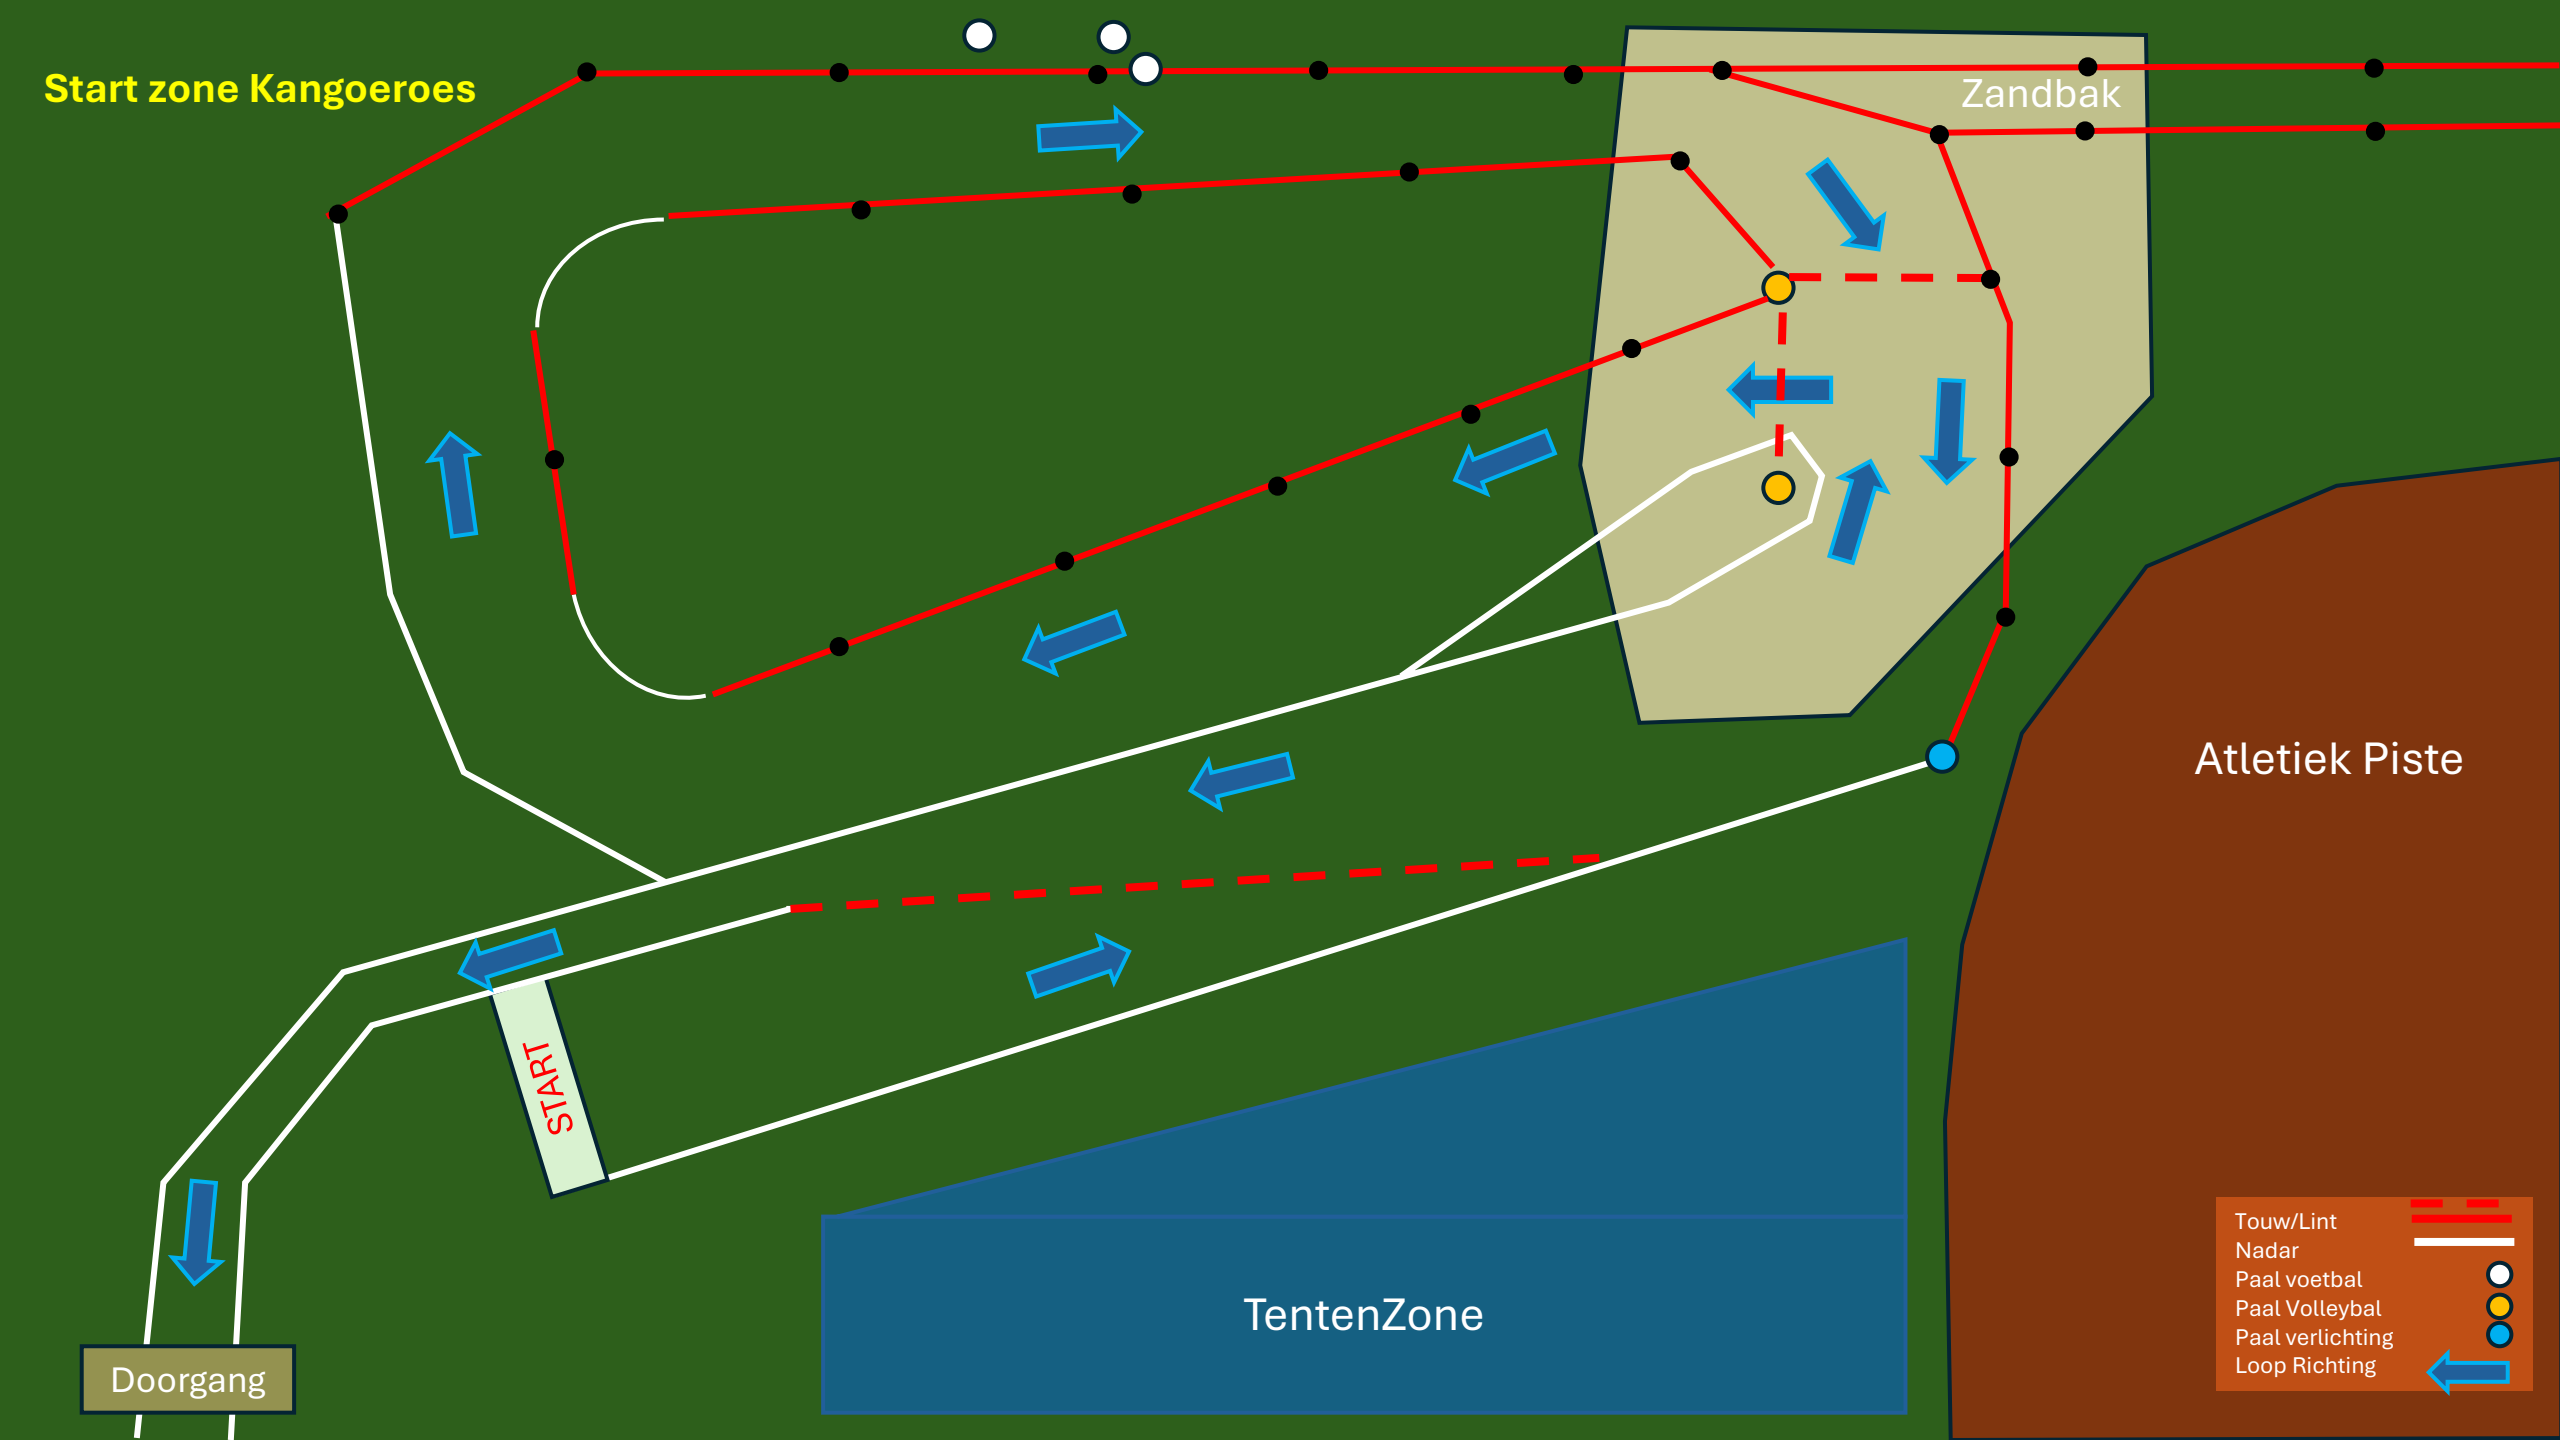 Start zone Kangoeroes
Zandbak
Atletiek Piste
START
TentenZone
Doorgang
Touw/Lint
Nadar
Paal voetbal
Paal Volleybal
Paal verlichting
Loop Richting